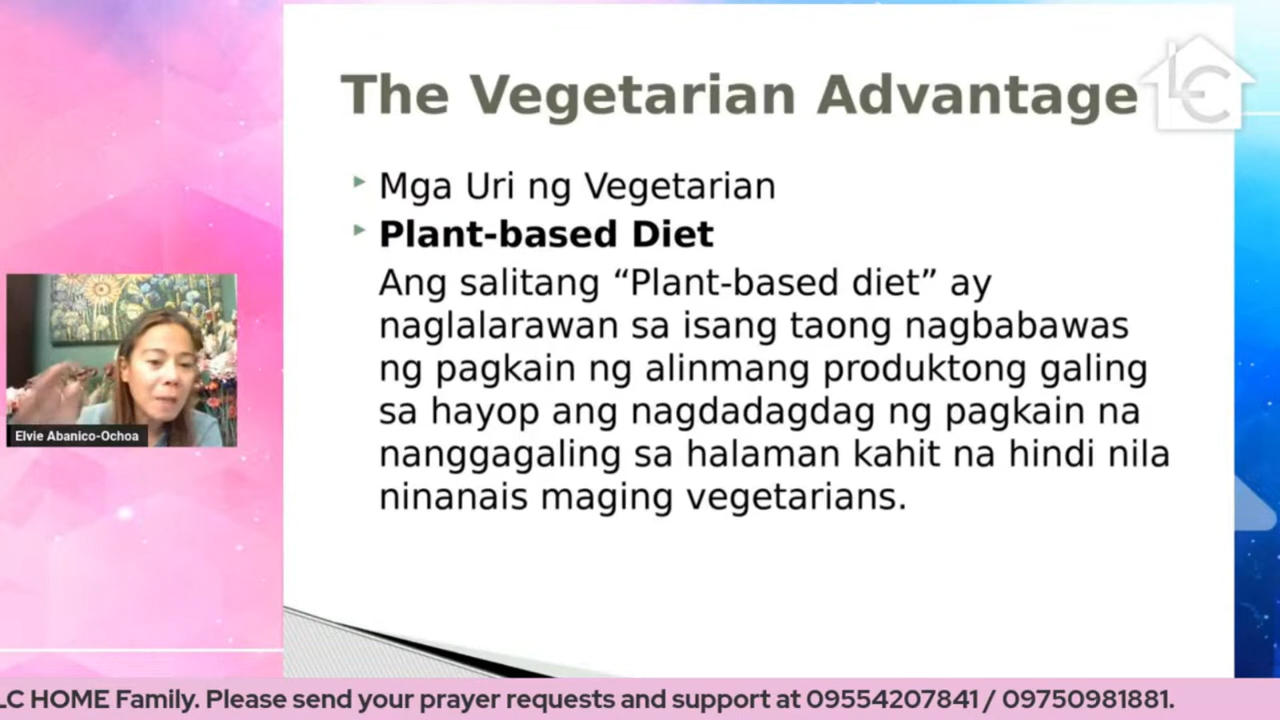 The Vegetarian Advantage
LC
Mga Uri ng Vegetarian
Plant-based Diet
Ang salitang “Plant-based diet” ay
naglalarawan sa isang taong nagbabawas
ng pagkain ng alinmang produktong galing
sa hayop ang nagdadagdag ng pagkain na
nanggagaling sa halaman kahit na hindi nila
ninanais maging vegetarians.
Elvie Abanico-Ochoa
LC HOME Family. Please send your prayer requests and support at 09554207841 / 09750981881.